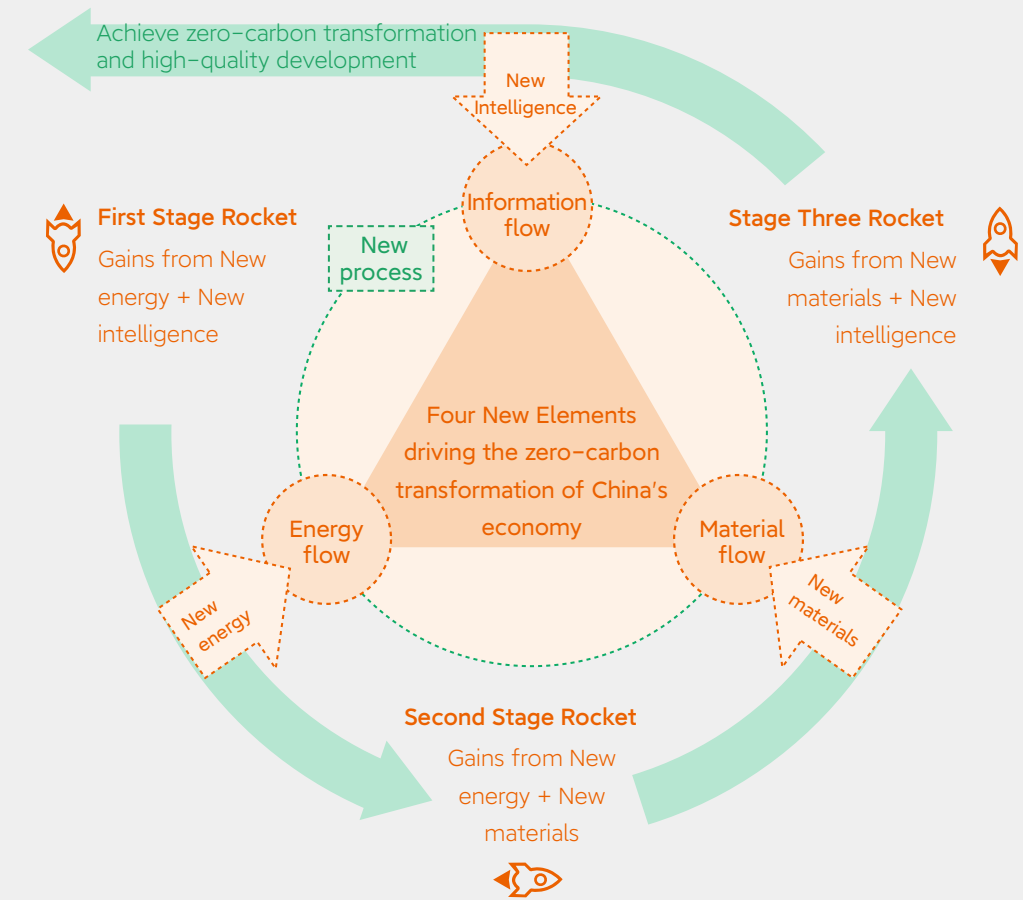 Achieve zero-carbon transformation
and high-quality development
New
Intelligence
Information
flow
New
process
First Stage Rocket
Gains from New
energy + New
intelligence
Stage Three Rocket
Gains from New
materials + New
intelligence
Four New Elements
driving the zero-carbon
transformation of China's
economy
Energy
flow
Material
flow
New
energy
New
materials
Second Stage Rocket
Gains from New
energy + New
materials